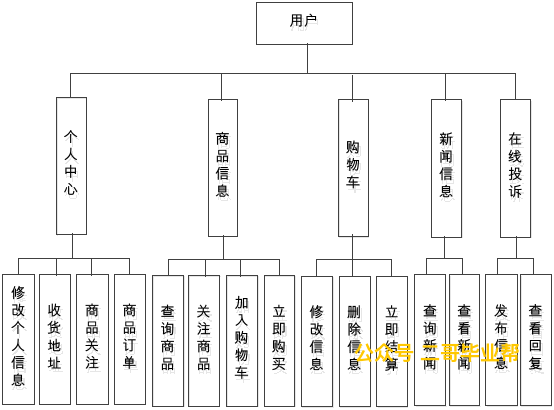 用户
个人中心
商品信息
购物车
新闻信息
在线投诉
修改个人信息
收货地址
商品关注
商品订单
查询商品
关注商品
加入购物车
立即购买
修改信息
删除信息
立即结算
查询新闻
查看新闻
发布信息
查看回复
公众号 二哥毕业帮